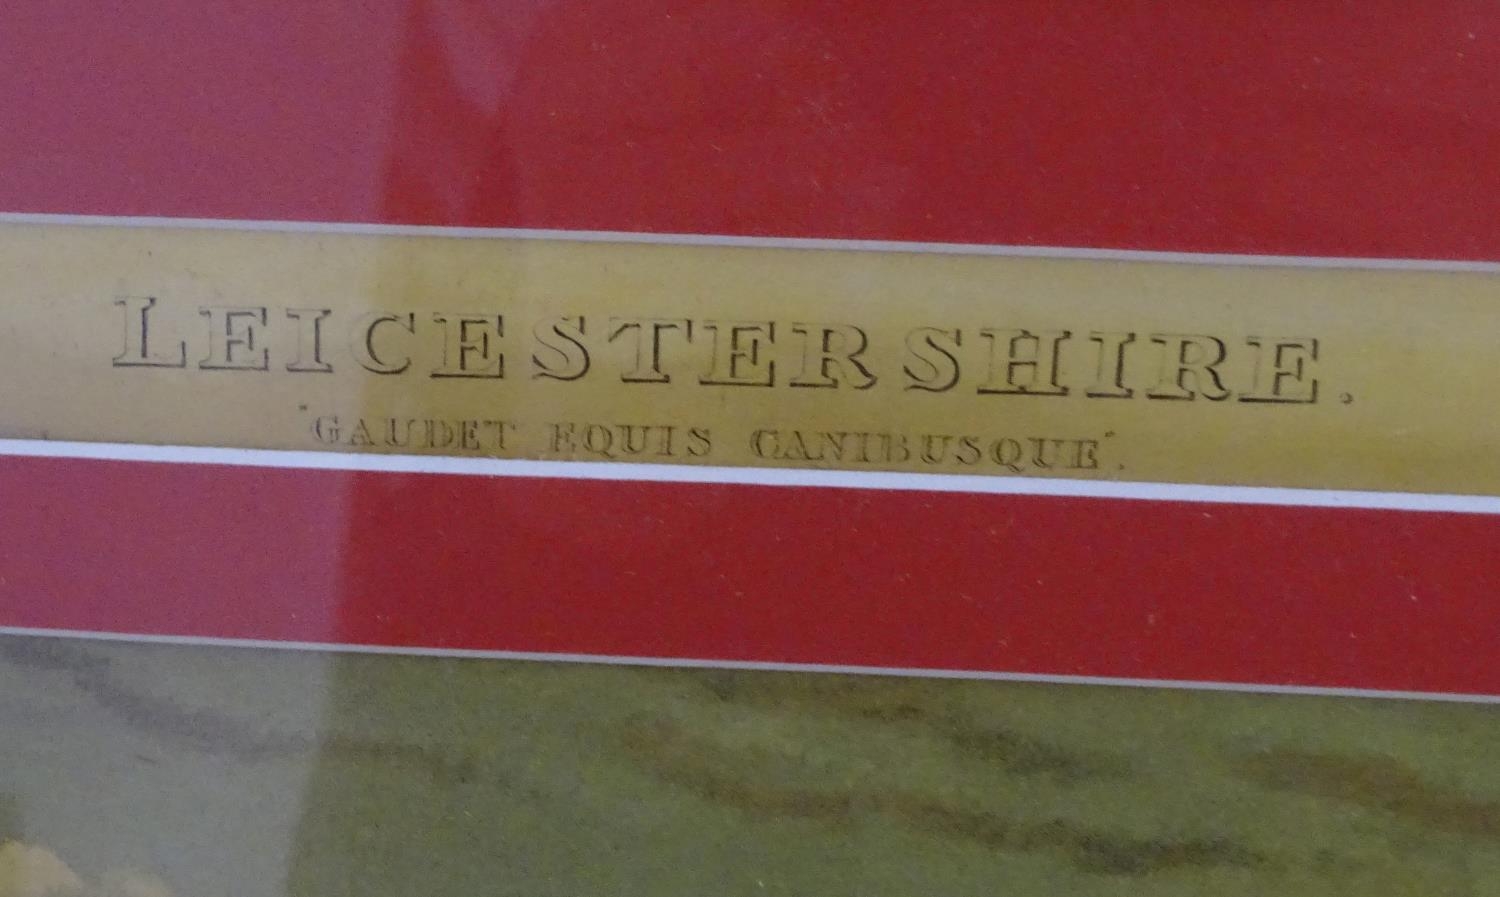 LEICESTERSHIRE.
"GAUDET EQUIS CANIBUSQUE".